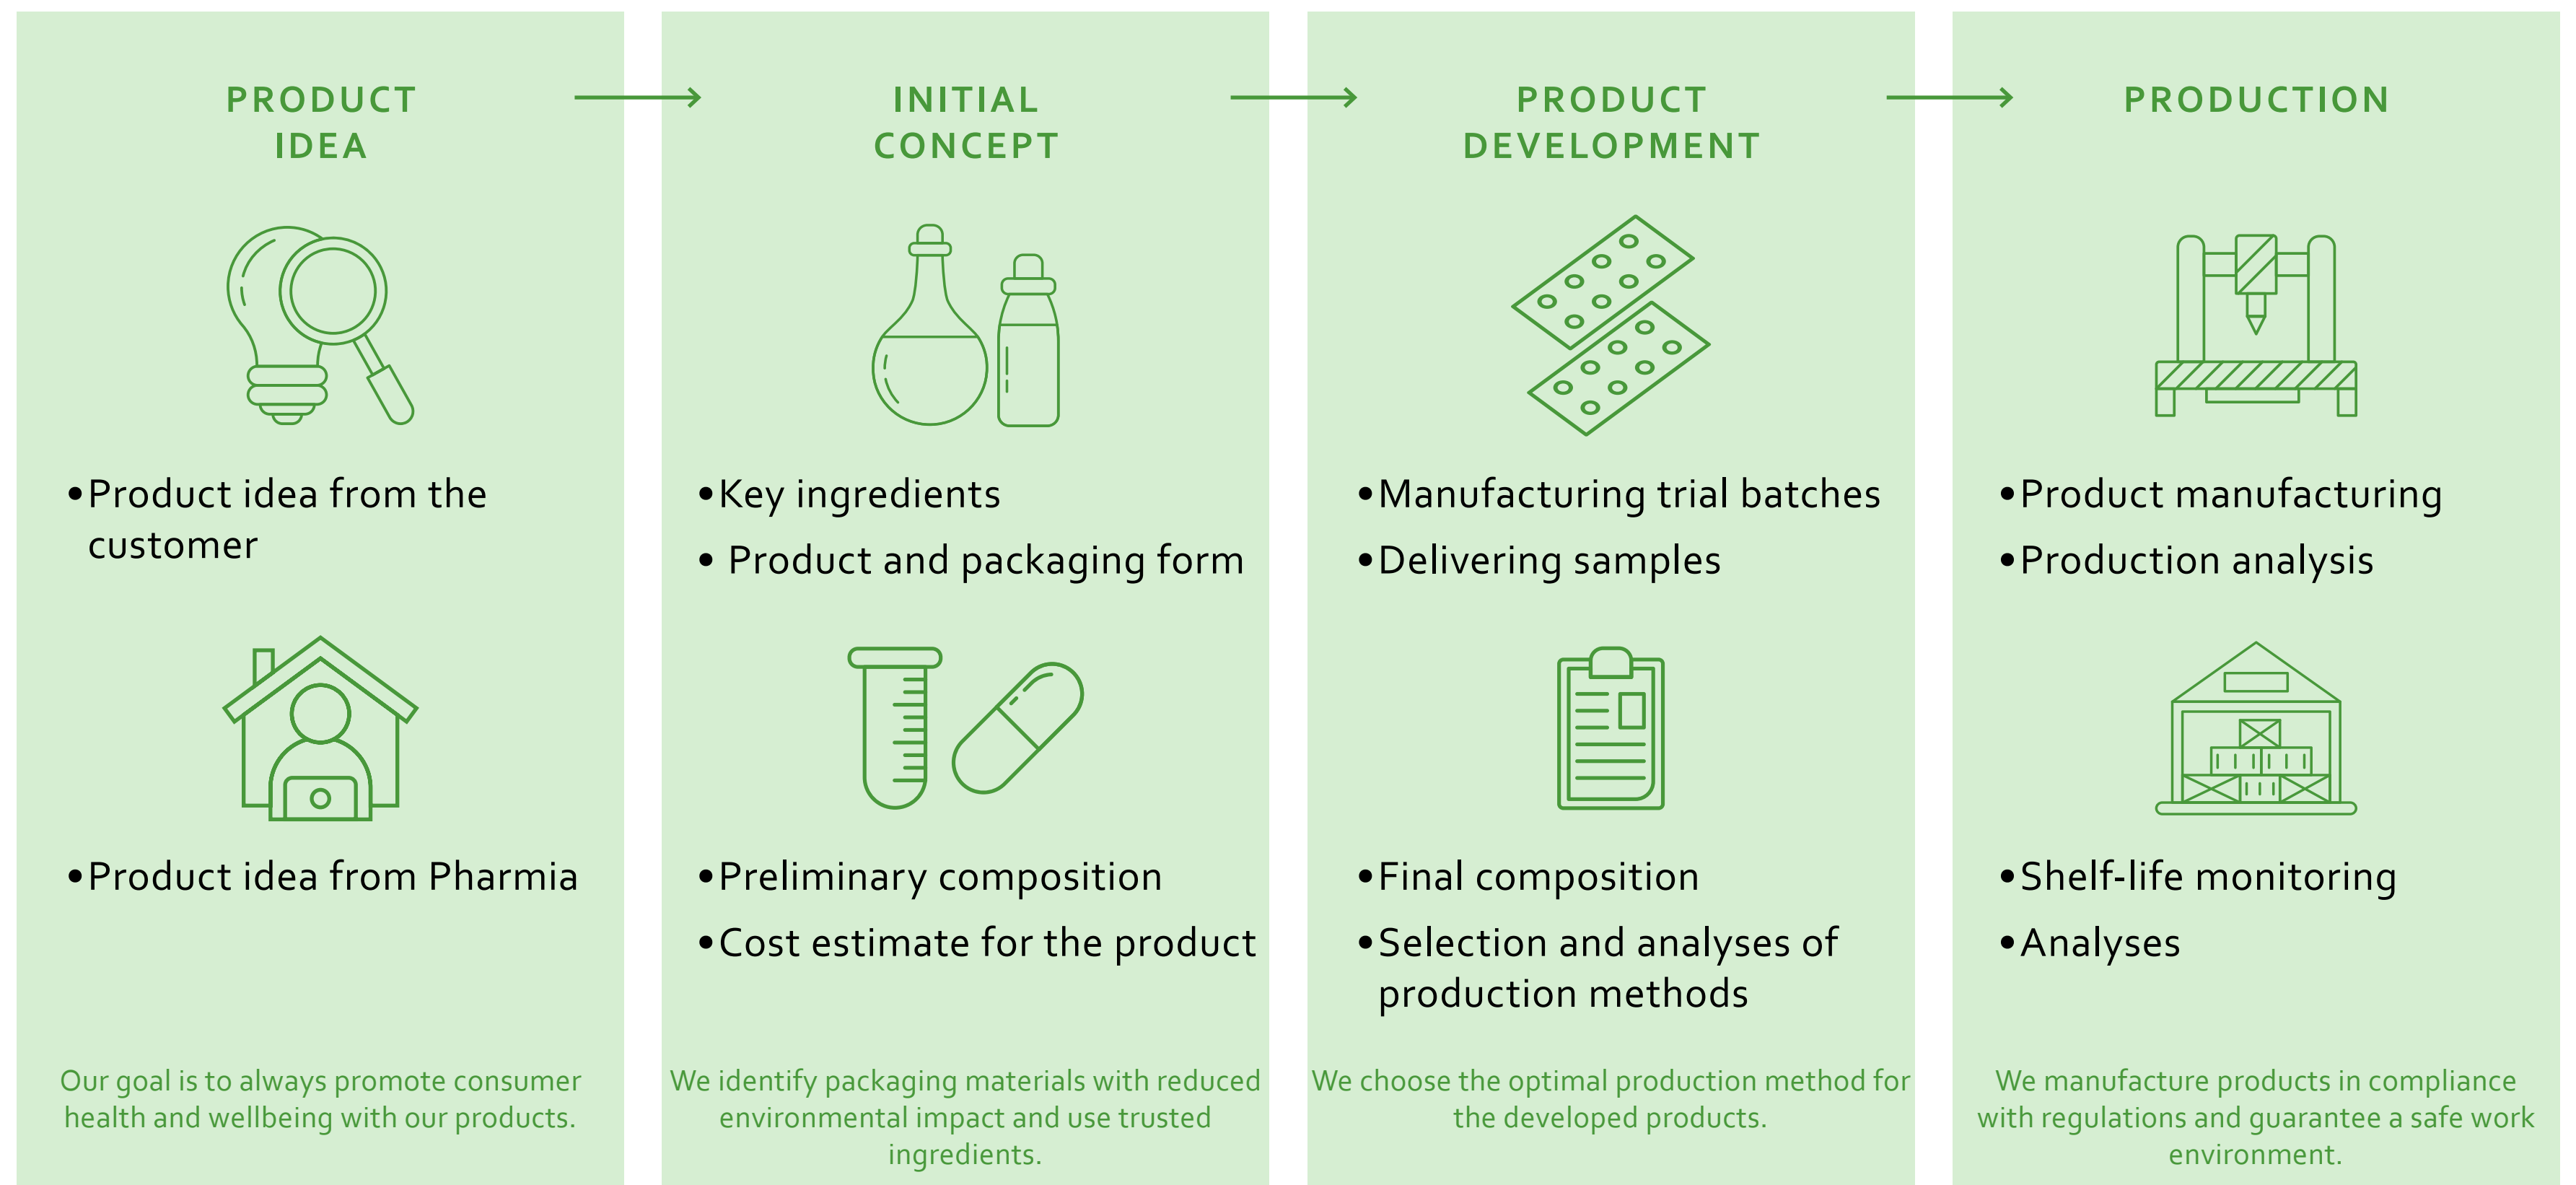 PRODUCT
IDEA
•Product idea from the
customer
•Product idea from Pharmia
Our goal is to always promote consumer
health and wellbeing with our products.
INITIAL
CONCEPT
•Key ingredients
• Product and packaging form
•Preliminary composition
•Cost estimate for the product
We identify packaging materials with reduced
environmental impact and use trusted
ingredients.
PRODUCT
DEVELOPMENT
•Manufacturing trial batches
•Delivering samples
•Final composition
•Selection and analyses of
production methods
We choose the optimal production method for
the developed products.
PRODUCTION
•Product manufacturing
•Production analysis
•Shelf-life monitoring
•Analyses
We manufacture products in compliance
with regulations and guarantee a safe work
environment.